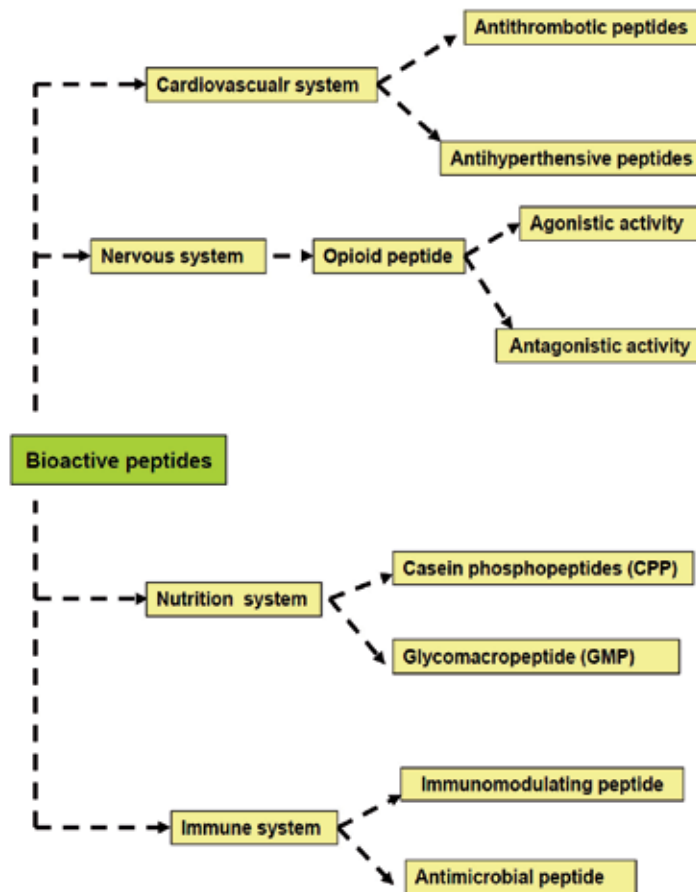 Antithrombotic peptides
Cardiovascualr system
Antihyperthensive peptides
Agonistic activity
Nervous system
Opioid peptide
Antagonistic activity
Bioactive peptides
Casein phosphopeptides (CPP)
Nutrition system
Glycomacropeptide (GMP)
Immunomodulating peptide
Immune system
Antimicrobial peptide